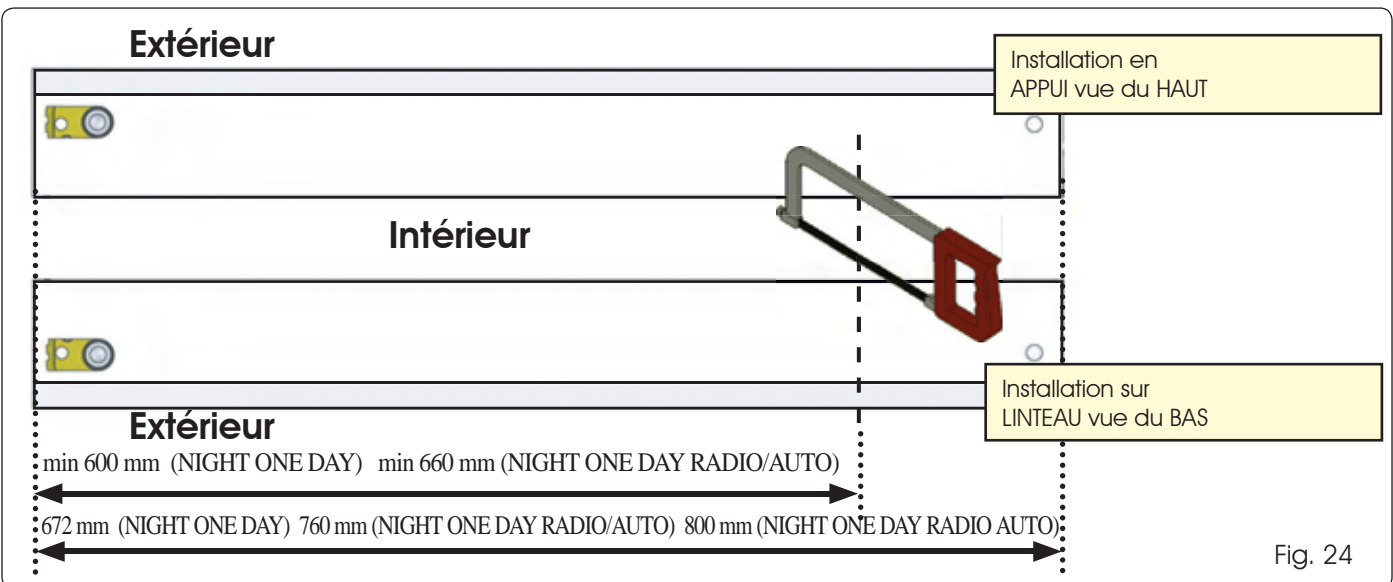 Extérieur
Installation en
APPUI vue du HAUT
Intérieur
Installation sur
LINTEAU vue du BAS
Extérieur
min 600 mm (NIGHT ONE DAY) min 660 mm (NIGHT ONE DAY RADIO/AUTO)
672 mm (NIGHT ONE DAY) 760 mm (NIGHT ONE DAY RADIO/AUTO) 800 mm (NIGHT ONE DAY RADIO AUTO)
Fig. 24